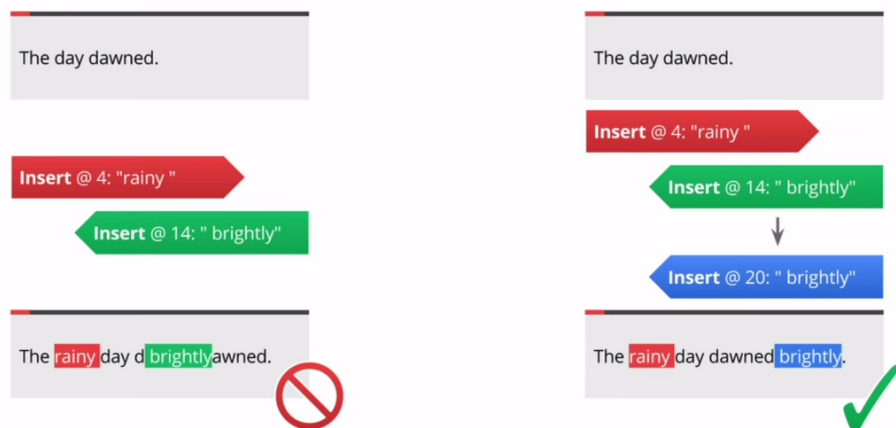 The day dawned.
Insert @ 4: "rainy "
Insert @ 14: " brightly"
The rainy day d brightlyawned.
The day dawned.
Insert @ 4: "rainy "
Insert @ 14: " brightly"
Insert @ 20: " brightly"
The rainy day dawned brightly.